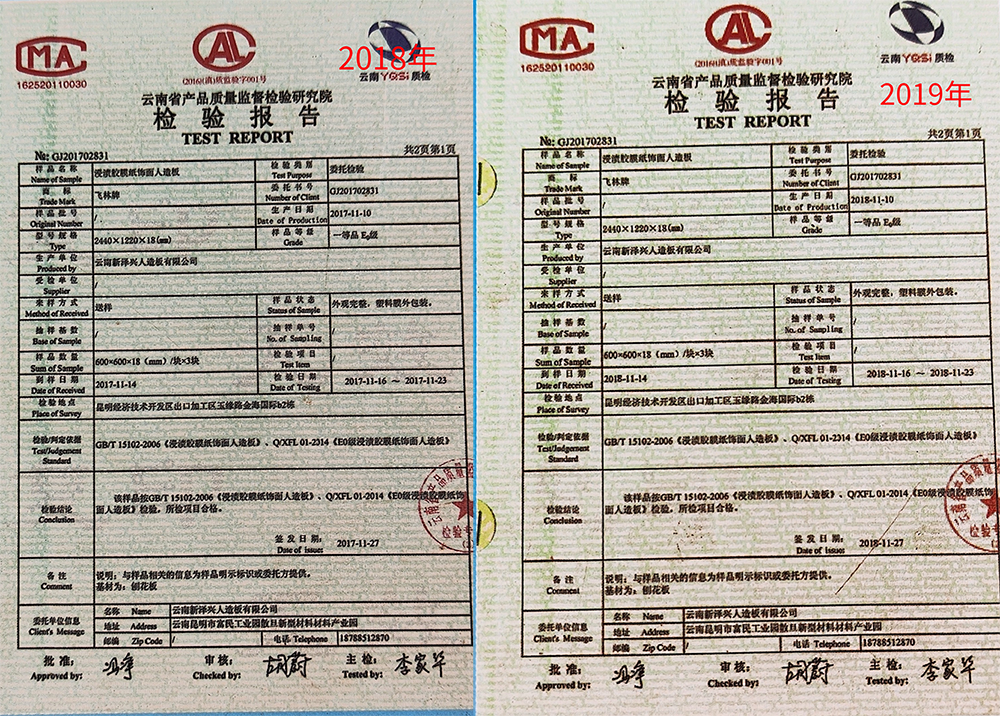 MA
162520110030
AL
(2016)(滇)质监验字001号
2018年
云南YQSi质检
云南省产品质量监督检验研究院
检验报告
TEST REPORT
№: GJ201702831
共2页第1页
样品名称 Name of Sample 浸渍胶膜纸饰面人造板 检验类别 Test Purpose 委托检验
商标 Trade Mark 飞林牌 委托书号 Number of Client GJ201702831
样品批号 Original Number / 生产日期 Date of Production 2017-11-10
型号规格 Type 2440×1220×18(mm) 样品等级 Grade 一等品 E₀级
生产单位 Produced by 云南新泽兴人造板有限公司
受检单位 Supplier /
来样方式 Method of Received 送样 样品状态 Status of Sample 外观完整，塑料膜外包装。
抽样基数 Base of Sample / 抽样单号 No. of Sampling /
样品数量 Sum of Sample 600×600×18（mm）/块×3块 检验项目 Test Item /
到样日期 Date of Received 2017-11-14 检验日期 Date of Testing 2017-11-16 ～ 2017-11-23
检验地点 Place of Survey 昆明经济技术开发区出口加工区玉缘路金海国际b2栋
检验/判定依据 Test/Judgement Standard GB/T 15102-2006《浸渍胶膜纸饰面人造板》、Q/XFL 01-2314《E0级浸渍胶膜纸饰面人造板》
检验结论 Conclusion 该样品按GB/T 15102-2006《浸渍胶膜纸饰面人造板》、Q/XFL 01-2014《E0级浸渍胶膜纸饰
面人造板》检验，所检项目合格。
签发日期: 2017-11-27
Date of issue:
备注 Comment 说明：与样品相关的信息为样品明示标识或委托方提供。
基材为：刨花板
委托单位信息 Client's Message 名称 Name 云南新泽兴人造板有限公司
地址 Address 云南昆明市富民工业园散旦新型材料材料产业园
邮编 Zip Code / 电话 Telephone 18788512870
批准: Approved by: 审核: Checked by: 胡蔚 主检: Tested by: 李家华
MA
162520110030
AL
(2016)(滇)质监验字001号
云南YQSi质检
2019年
云南省产品质量监督检验研究院
检验报告
TEST REPORT
№: GJ201702831
共2页第1页
样品名称 Name of Sample 浸渍胶膜纸饰面人造板 检验类别 Test Purpose 委托检验
商标 Trade Mark 飞林牌 委托书号 Number of Client GJ201702831
样品批号 Original Number / 生产日期 Date of Production 2018-11-10
型号规格 Type 2440×1220×18(mm) 样品等级 Grade 一等品 E₀级
生产单位 Produced by 云南新泽兴人造板有限公司
受检单位 Supplier /
来样方式 Method of Received 送样 样品状态 Status of Sample 外观完整，塑料膜外包装。
抽样基数 Base of Sample / 抽样单号 No. of Sampling /
样品数量 Sum of Sample 600×600×18（mm）/块×3块 检验项目 Test Item /
到样日期 Date of Received 2018-11-14 检验日期 Date of Testing 2018-11-16 ～ 2018-11-23
检验地点 Place of Survey 昆明经济技术开发区出口加工区玉缘路金海国际b2栋
检验/判定依据 Test/Judgement Standard GB/T 15102-2006《浸渍胶膜纸饰面人造板》、Q/XFL 01-2314《E0级浸渍胶膜纸饰面人造板》
检验结论 Conclusion 该样品按GB/T 15102-2006《浸渍胶膜纸饰面人造板》、Q/XFL 01-2014《E0级浸渍胶膜纸饰
面人造板》检验，所检项目合格。
签发日期: 2018-11-27
Date of issue:
备注 Comment 说明：与样品相关的信息为样品明示标识或委托方提供。
基材为：刨花板
委托单位信息 Client's Message 名称 Name 云南新泽兴人造板有限公司
地址 Address 云南昆明市富民工业园散旦新型材料材料产业园
邮编 Zip Code / 电话 Telephone 18788512870
批准: Approved by: 审核: Checked by: 胡蔚 主检: Tested by: 李家华